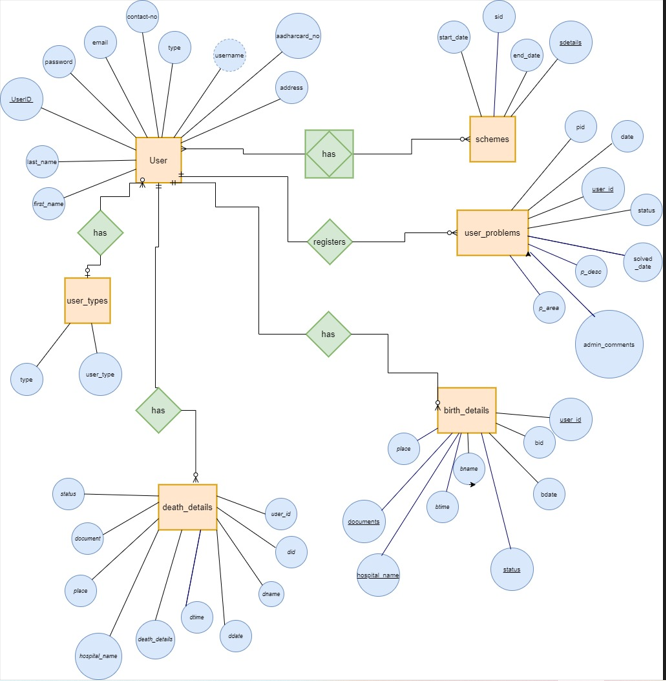 contact-no
sid
email
type
aadharcard_no
start_date
sdetails
password
username
end_date
address
UserID
pid
date
User
has
schemes
last_name
user_id
first_name
status
has
registers
user_problems
solved
_date
p_desc
user_types
p_area
has
admin_comments
type
user_type
has
birth_details
user_id
place
bid
bname
status
death_details
bdate
user_id
btime
document
documents
did
hospital_name
status
place
dname
dtime
death_details
ddate
hospital_name